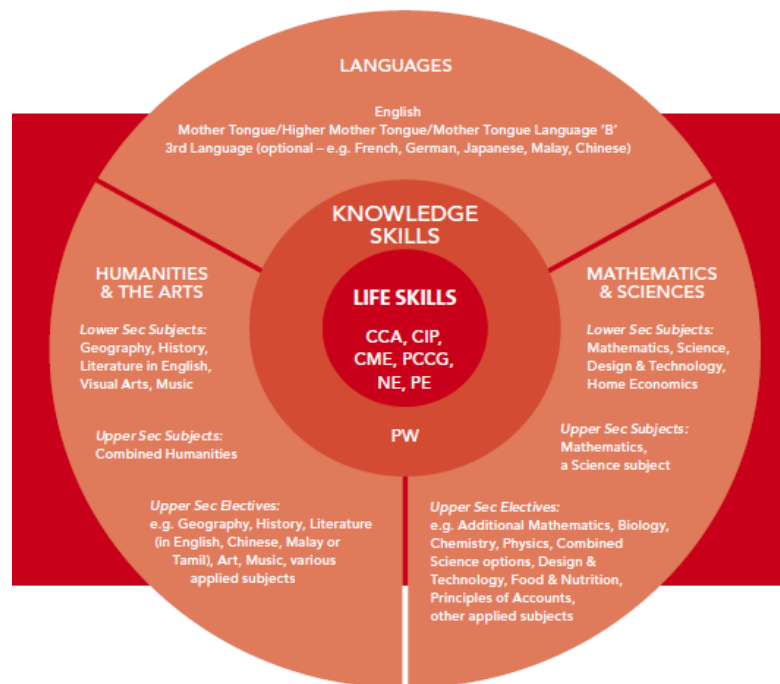 LANGUAGES
English
Mother Tongue/Higher Mother Tongue/Mother Tongue Language ‘B’
3rd Language (optional – e.g. French, German, Japanese, Malay, Chinese)
KNOWLEDGE
SKILLS
LIFE SKILLS
CCA, CIP,
CME, PCCG,
NE, PE
PW
HUMANITIES
& THE ARTS
Lower Sec Subjects:
Geography, History,
Literature in English,
Visual Arts, Music
Upper Sec Subjects:
Combined Humanities
Upper Sec Electives:
e.g. Geography, History, Literature
(in English, Chinese, Malay or
Tamil), Art, Music, various
applied subjects
MATHEMATICS
& SCIENCES
Lower Sec Subjects:
Mathematics, Science,
Design & Technology,
Home Economics
Upper Sec Subjects:
Mathematics,
a Science subject
Upper Sec Electives:
e.g. Additional Mathematics, Biology,
Chemistry, Physics, Combined
Science options, Design &
Technology, Food & Nutrition,
Principles of Accounts,
other applied subjects